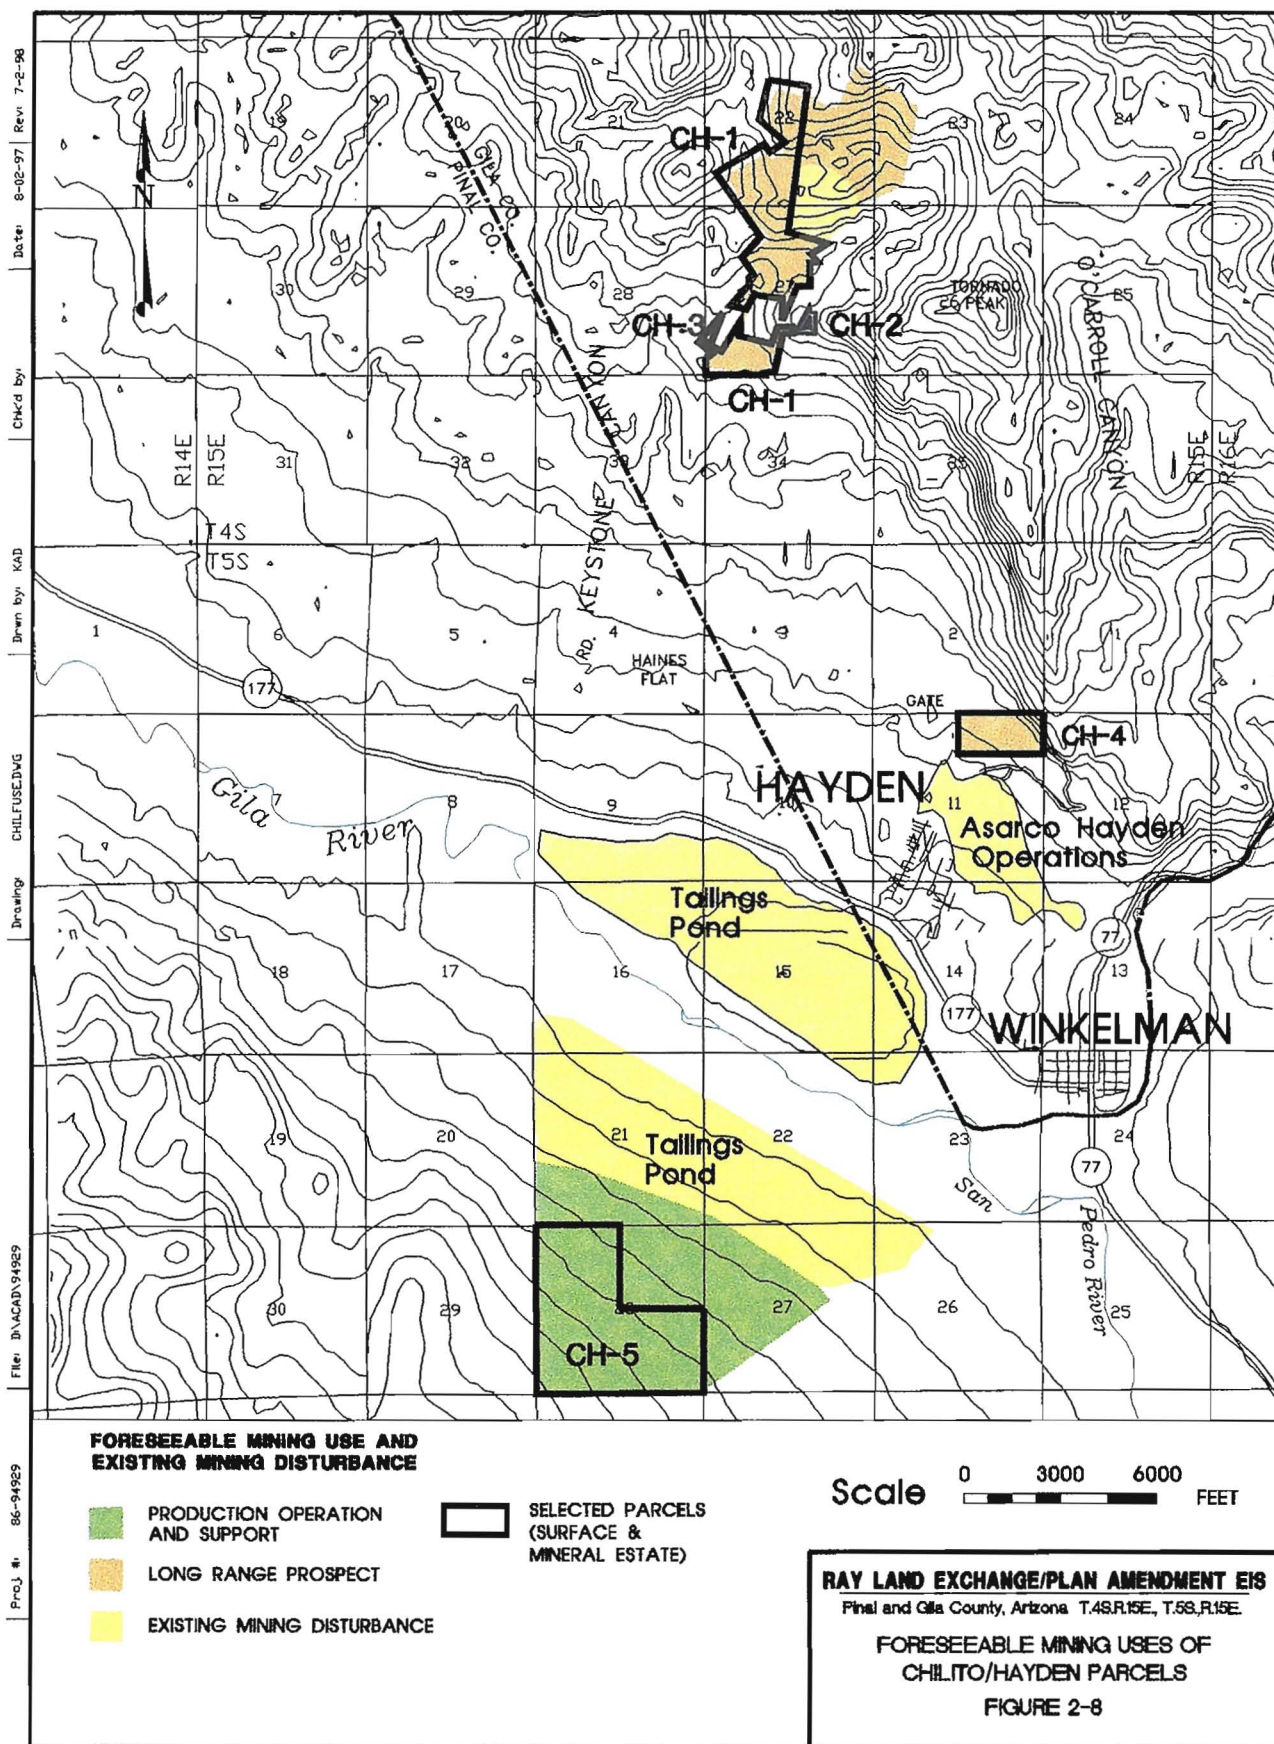 Proj #: 86-94929
File: D\ACAD\94929
Drawing: CHILFUSE.DWG
Drwn by: KAD
Chk'd by:
Date: 8-02-97 Rev: 7-2-98
19
20
21
22
23
24
CH-1
GILA CO.
PINAL CO.
N
30
29
28
27
TORNADO
26 PEAK
25
CH-3
CH-2
CH-1
O'CARROLL CANYON
R14E
R15E
R15E
R16E
31
32
33
34
35
KEYSTONE CANYON
RD.
T4S
T5S
1
6
5
4
3
2
1
HAINES
FLAT
177
GATE
CH-4
HAYDEN
Gila River
7
8
9
10
11
12
Asarco Hayden
Operations
Tailings
Pond
77
18
17
16
15
14
13
177
WINKELMAN
19
20
21
22
23
24
Tailings
Pond
77
San Pedro River
30
29
28
27
26
25
CH-5
FORESEEABLE MINING USE AND
EXISTING MINING DISTURBANCE
PRODUCTION OPERATION
AND SUPPORT
LONG RANGE PROSPECT
EXISTING MINING DISTURBANCE
SELECTED PARCELS
(SURFACE &
MINERAL ESTATE)
Scale
0 3000 6000
FEET
RAY LAND EXCHANGE/PLAN AMENDMENT EIS
Pinal and Gila County, Arizona T.4S.R.15E., T.5S.,R.15E.
FORESEEABLE MINING USES OF
CHILITO/HAYDEN PARCELS
FIGURE 2-8